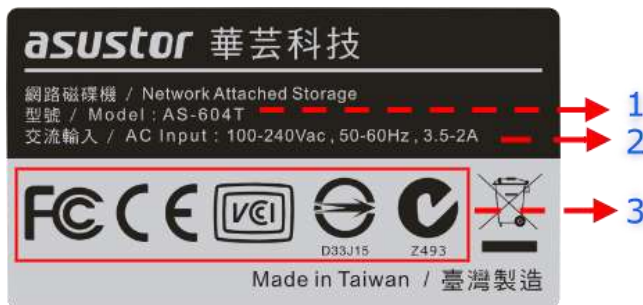 asustor 華芸科技
網路磁碟機 / Network Attached Storage
型號 / Model : AS-604T
1
交流輸入 / AC Input : 100-240Vac , 50-60Hz , 3.5-2A
2
FC CE VCI
3
D33J15 Z493
Made in Taiwan / 臺灣製造